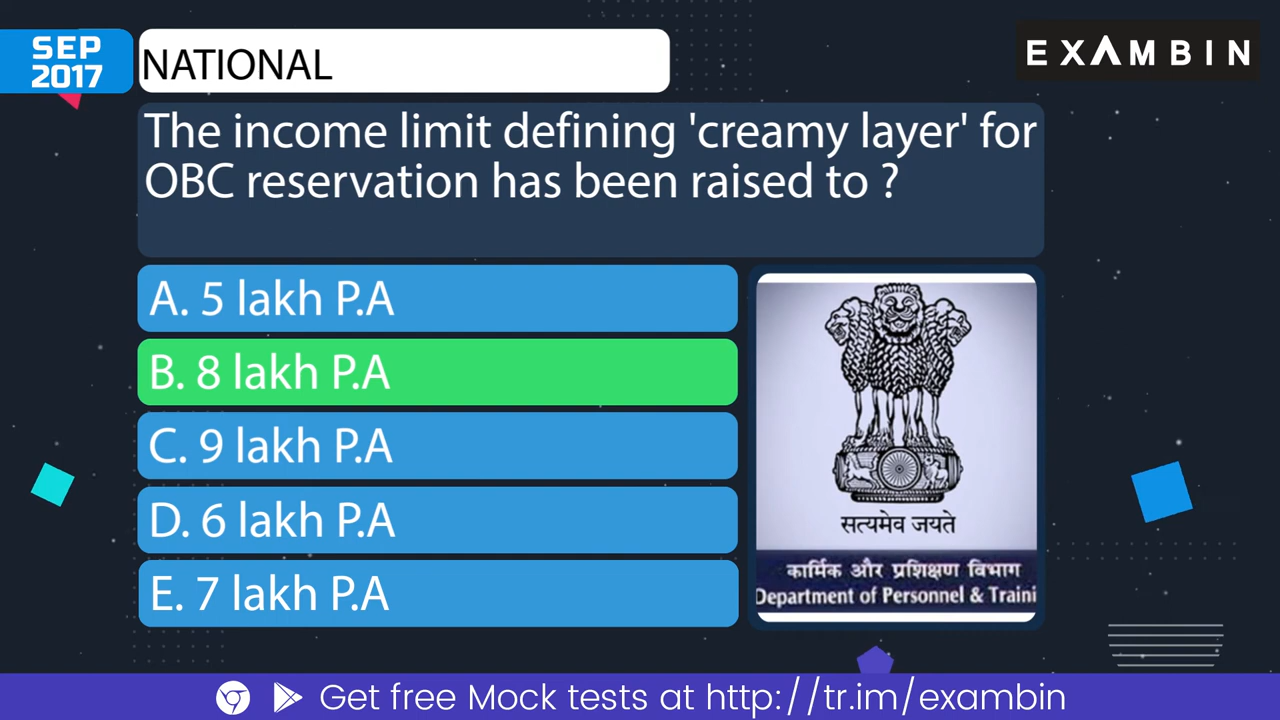 SEP
2017
NATIONAL
EXAMBIN
The income limit defining 'creamy layer' for
OBC reservation has been raised to ?
A. 5 lakh P.A
B. 8 lakh P.A
C. 9 lakh P.A
D. 6 lakh P.A
E. 7 lakh P.A
सत्यमेव जयते
कार्मिक और प्रशिक्षण विभाग
Department of Personnel & Traini
Get free Mock tests at http://tr.im/exambin